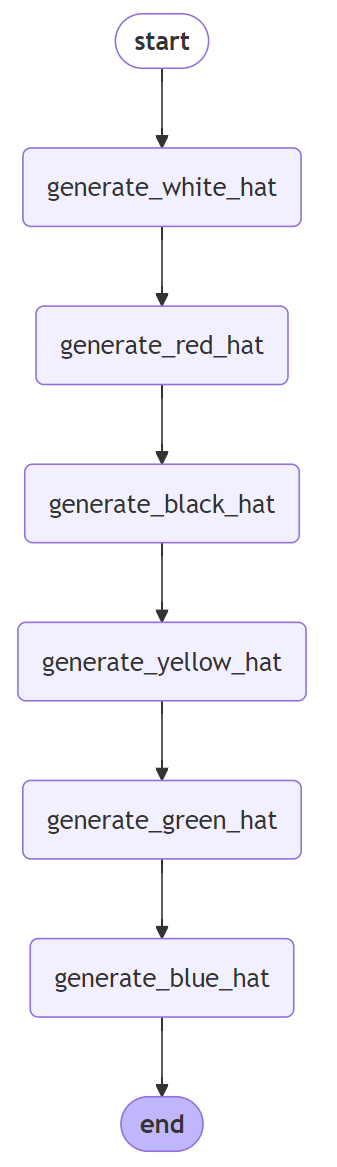 start
generate_white_hat
generate_red_hat
generate_black_hat
generate_yellow_hat
generate_green_hat
generate_blue_hat
end